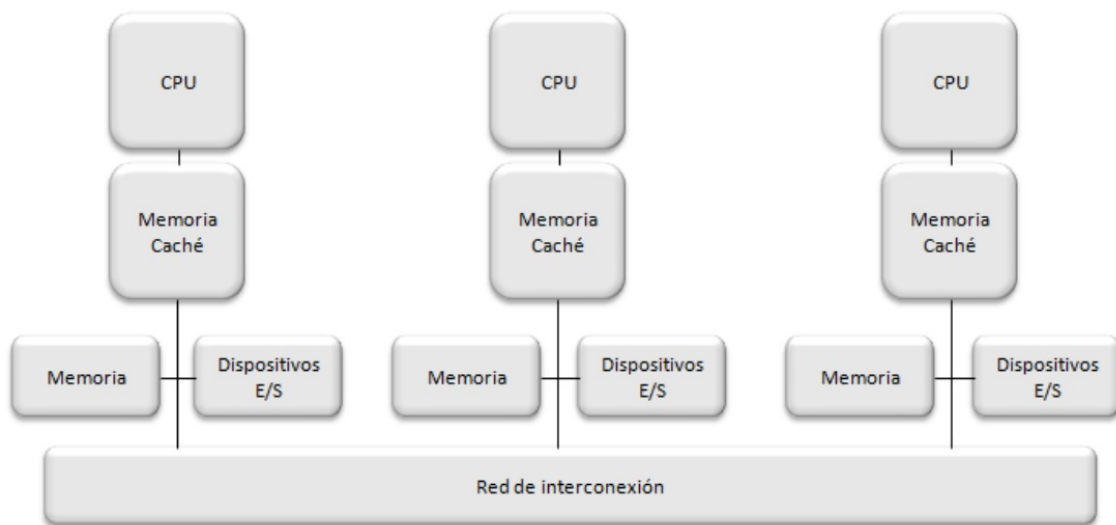 CPU
CPU
CPU
Memoria
Caché
Memoria
Caché
Memoria
Caché
Memoria
Dispositivos
E/S
Memoria
Dispositivos
E/S
Memoria
Dispositivos
E/S
Red de interconexión